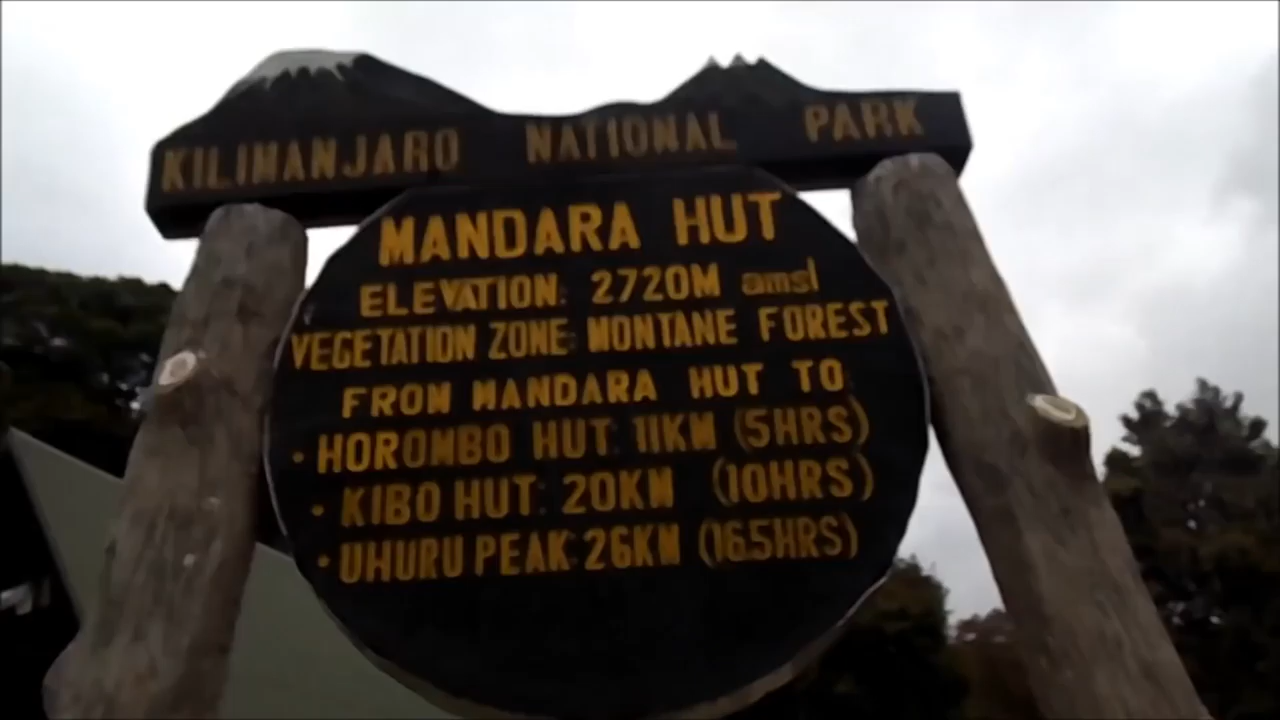 KILIMANJARO NATIONAL PARK
MANDARA HUT
ELEVATION: 2720M amsl
VEGETATION ZONE: MONTANE FOREST
FROM MANDARA HUT TO
• HOROMBO HUT: 11KM (5HRS)
• KIBO HUT: 20KM (10HRS)
• UHURU PEAK: 26KM (16.5HRS)